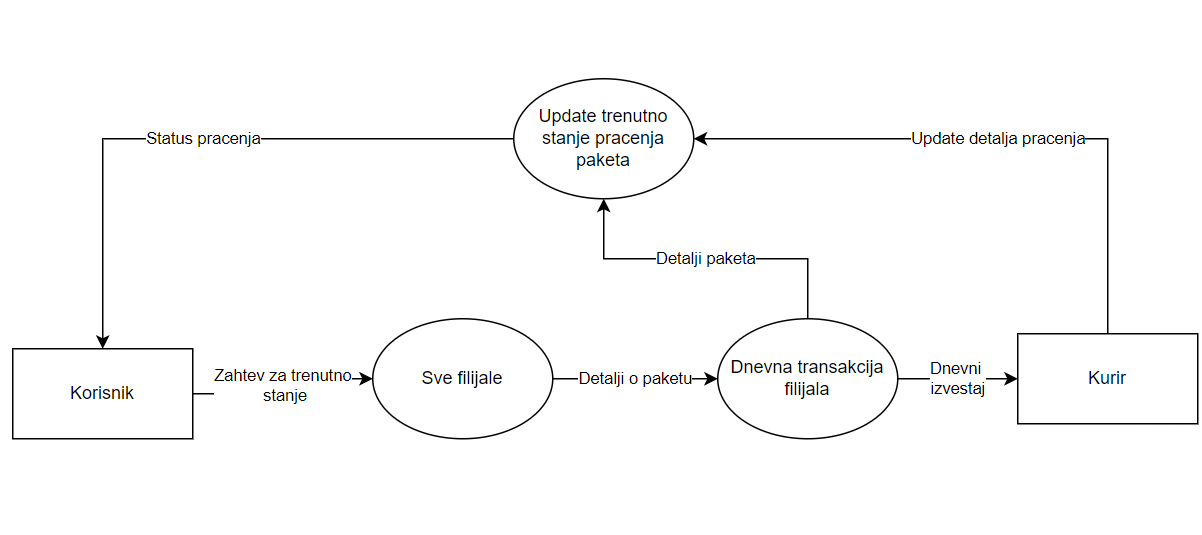 Update trenutno
stanje pracenja
paketa
Status pracenja
Update detalja pracenja
Detalji paketa
Korisnik
Zahtev za trenutno
stanje
Sve filijale
Detalji o paketu
Dnevna transakcija
filijala
Dnevni
izvestaj
Kurir